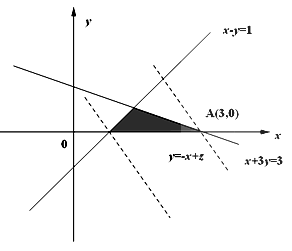 y
x-y=1
A(3,0)
x
0
y=-x+z
x+3y=3